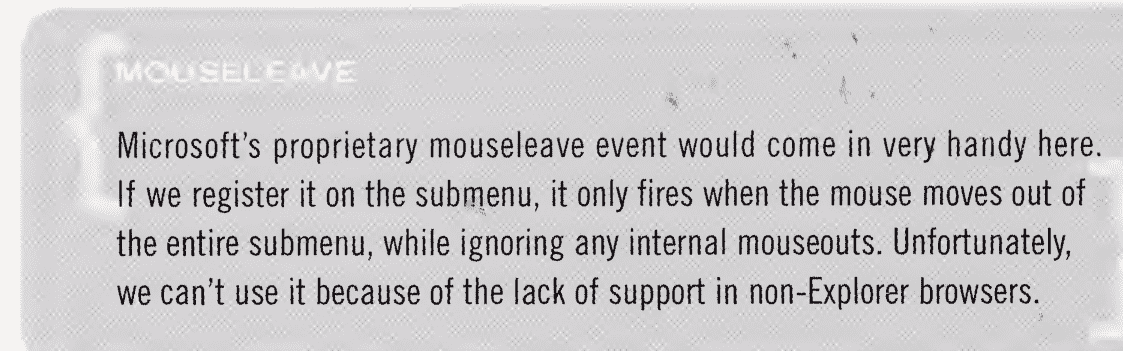 MOUSELEAVE
Microsoft's proprietary mouseleave event would come in very handy here.
If we register it on the submenu, it only fires when the mouse moves out of
the entire submenu, while ignoring any internal mouseouts. Unfortunately,
we can't use it because of the lack of support in non-Explorer browsers.